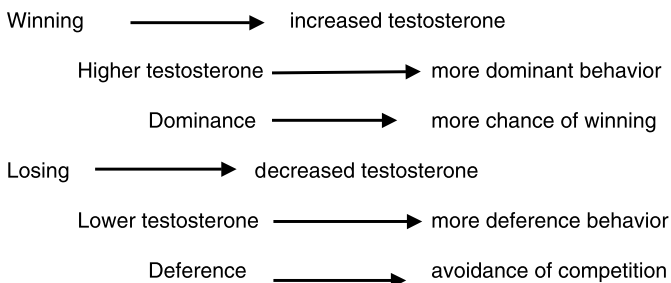 Winning increased testosterone
Higher testosterone more dominant behavior
Dominance more chance of winning
Losing decreased testosterone
Lower testosterone more deference behavior
Deference avoidance of competition